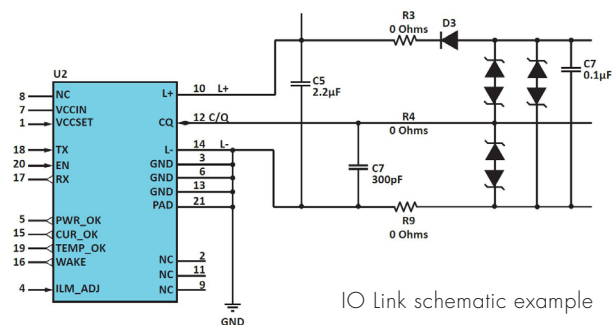 U2
8 NC
7 VCCIN
1 VCCSET
18 TX
20 EN
17 RX
5 PWR_OK
15 CUR_OK
19 TEMP_OK
16 WAKE
4 ILM_ADJ
L+ 10 L+
CQ 12 C/Q
L- 14 L-
GND 3
GND 6
GND 13
PAD 21
NC 2
NC 11
NC 9
GND
C5
2.2µF
R3
0 Ohms
D3
R4
0 Ohms
C7
300pF
R9
0 Ohms
C7
0.1µF
IO Link schematic example